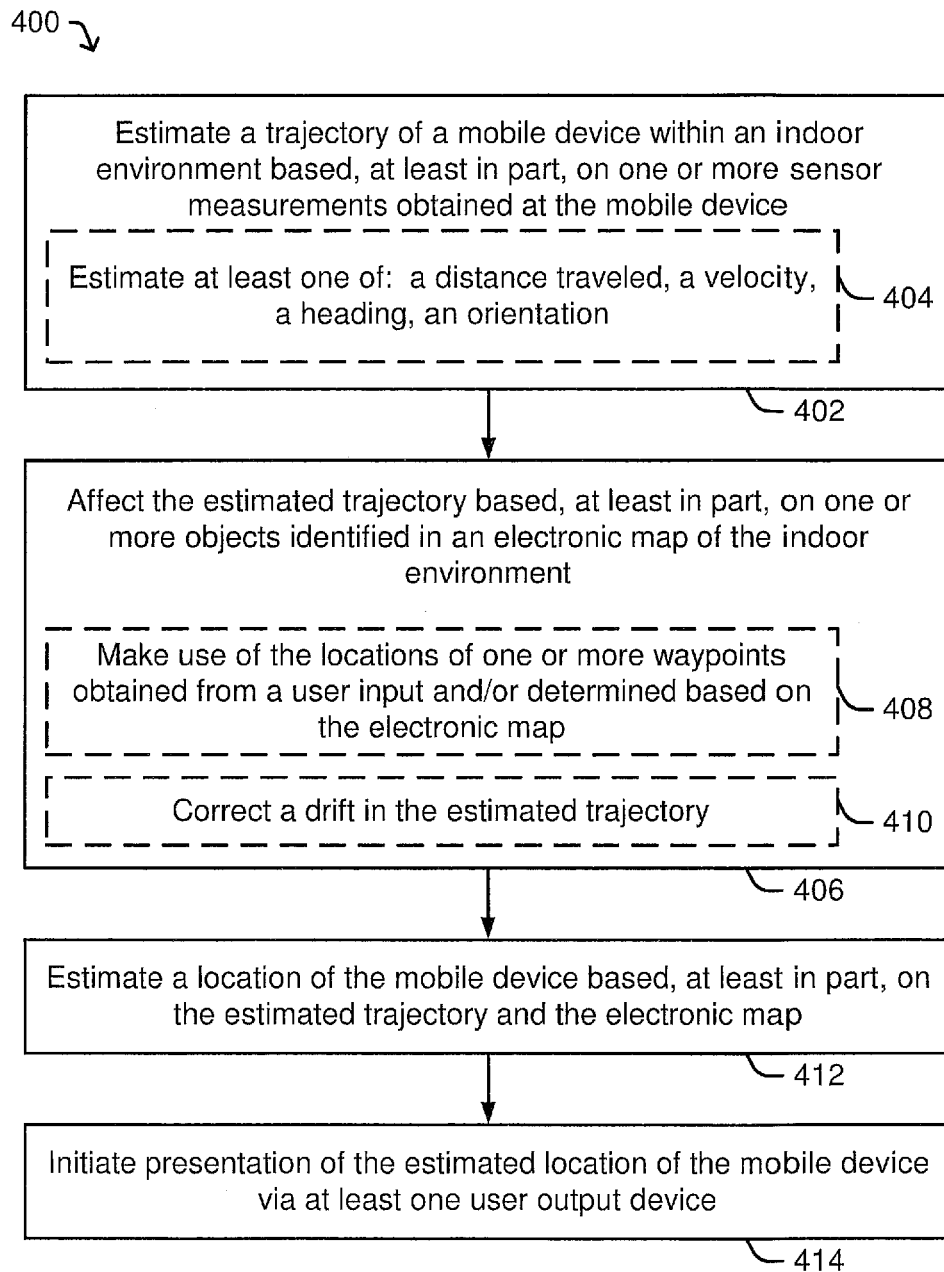 400
Estimate a trajectory of a mobile device within an indoor
environment based, at least in part, on one or more sensor
measurements obtained at the mobile device
Estimate at least one of: a distance traveled, a velocity,
a heading, an orientation
404
402
Affect the estimated trajectory based, at least in part, on one or
more objects identified in an electronic map of the indoor
environment
Make use of the locations of one or more waypoints
obtained from a user input and/or determined based on
the electronic map
408
Correct a drift in the estimated trajectory
410
406
Estimate a location of the mobile device based, at least in part, on
the estimated trajectory and the electronic map
412
Initiate presentation of the estimated location of the mobile device
via at least one user output device
414